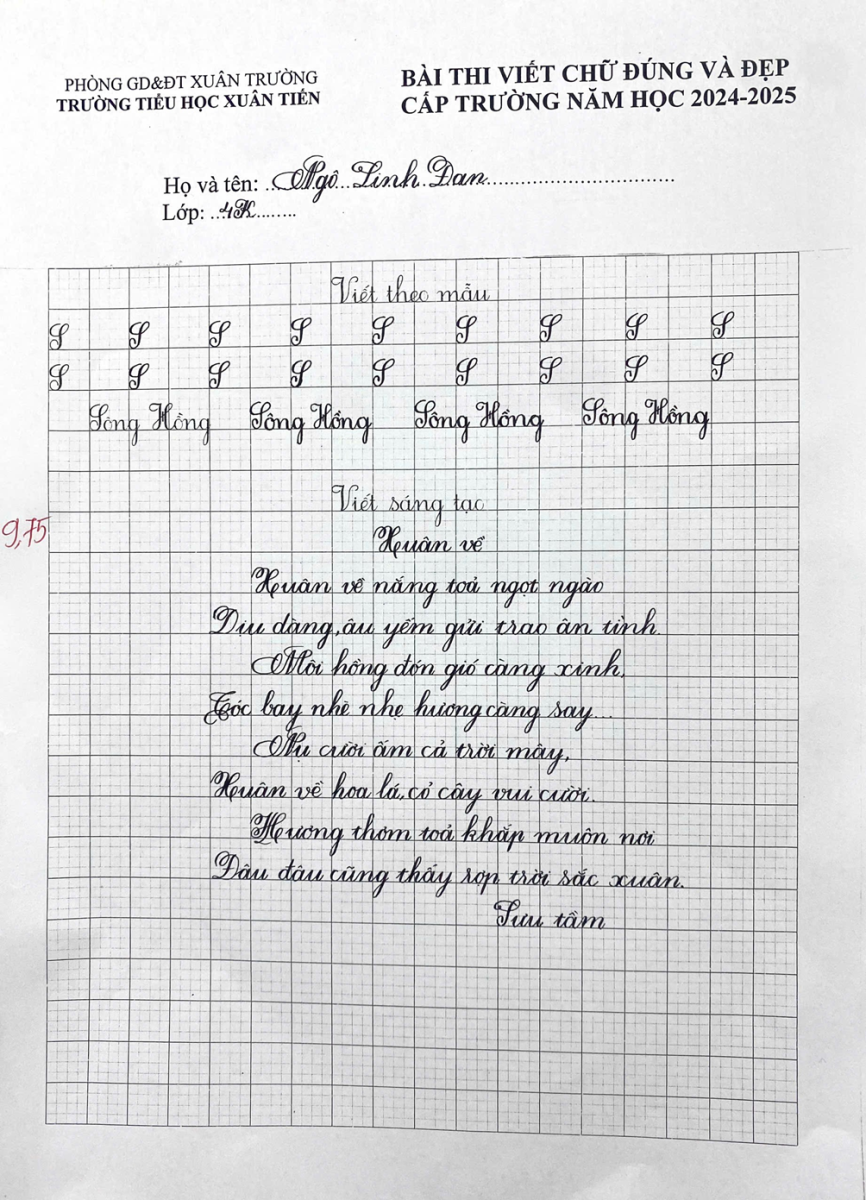 PHÒNG GD&ĐT XUÂN TRƯỜNG
TRƯỜNG TIỂU HỌC XUÂN TIẾN
BÀI THI VIẾT CHỮ ĐÚNG VÀ ĐẸP
CẤP TRƯỜNG NĂM HỌC 2024-2025
Họ và tên: Ngô Linh Đan
Lớp: 4K
Viết theo mẫu
S S S S S S S S S
S S S S S S S S S
Sông Hồng Sông Hồng Sông Hồng Sông Hồng
Viết sáng tạo
9,75
Xuân về
Xuân về nắng toả ngọt ngào
Dịu dàng, âu yếm gửi trao ân tình.
Môi hồng đón gió càng xinh,
Tóc bay nhè nhẹ hương càng say...
Nụ cười ấm cả trời mây,
Xuân về hoa lá, cỏ cây vui cười.
Hương thơm toả khắp muôn nơi
Đâu đâu cũng thấy rợp trời sắc xuân.
Sưu tầm